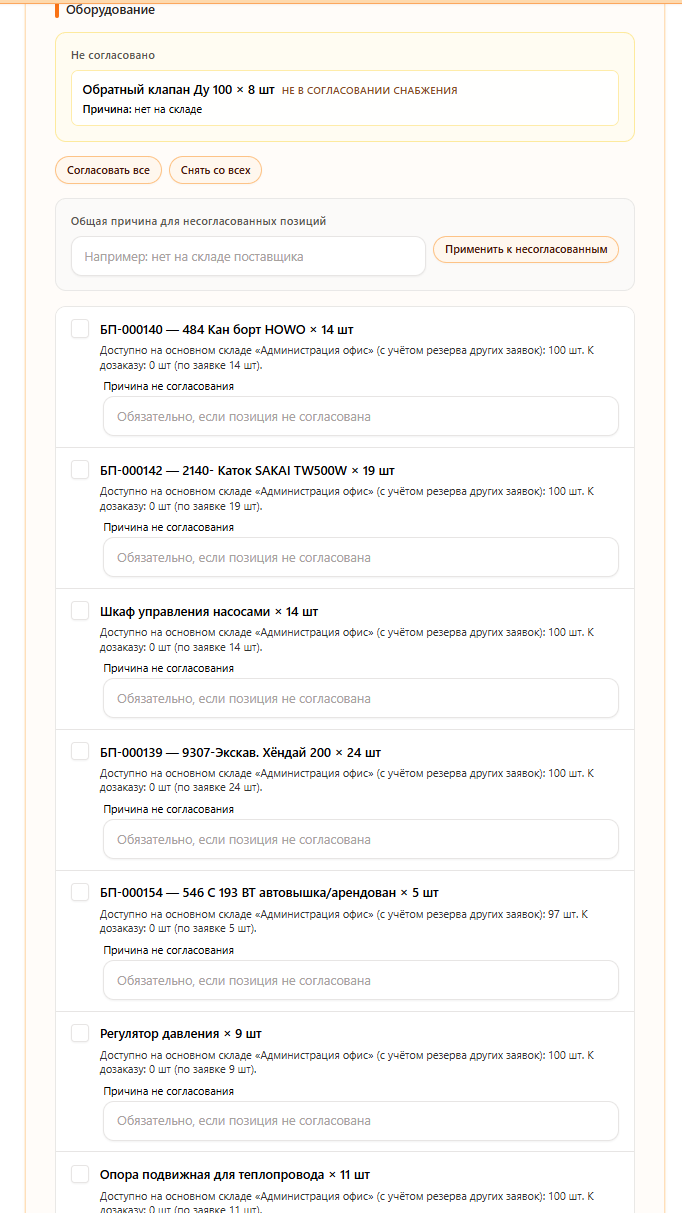 Оборудование
Не согласовано
Обратный клапан Ду 100 × 8 шт НЕ В СОГЛАСОВАНИИ СНАБЖЕНИЯ
Причина: нет на складе
Согласовать все
Снять со всех
Общая причина для несогласованных позиций
Например: нет на складе поставщика
Применить к несогласованным
БП-000140 — 484 Кан борт HOWO × 14 шт
Доступно на основном складе «Администрация офис» (с учётом резерва других заявок): 100 шт. К
дозаказу: 0 шт (по заявке 14 шт).
Причина не согласования
Обязательно, если позиция не согласована
БП-000142 — 2140- Каток SAKAI TW500W × 19 шт
Доступно на основном складе «Администрация офис» (с учётом резерва других заявок): 100 шт. К
дозаказу: 0 шт (по заявке 19 шт).
Причина не согласования
Обязательно, если позиция не согласована
Шкаф управления насосами × 14 шт
Доступно на основном складе «Администрация офис» (с учётом резерва других заявок): 100 шт. К
дозаказу: 0 шт (по заявке 14 шт).
Причина не согласования
Обязательно, если позиция не согласована
БП-000139 — 9307-Экскав. Хёндай 200 × 24 шт
Доступно на основном складе «Администрация офис» (с учётом резерва других заявок): 100 шт. К
дозаказу: 0 шт (по заявке 24 шт).
Причина не согласования
Обязательно, если позиция не согласована
БП-000154 — 546 С 193 ВТ автовышка/арендован × 5 шт
Доступно на основном складе «Администрация офис» (с учётом резерва других заявок): 97 шт. К
дозаказу: 0 шт (по заявке 5 шт).
Причина не согласования
Обязательно, если позиция не согласована
Регулятор давления × 9 шт
Доступно на основном складе «Администрация офис» (с учётом резерва других заявок): 100 шт. К
дозаказу: 0 шт (по заявке 9 шт).
Причина не согласования
Обязательно, если позиция не согласована
Опора подвижная для теплопровода × 11 шт
Доступно на основном складе «Администрация офис» (с учётом резерва других заявок): 100 шт. К
дозаказу: 0 шт (по заявке 11 шт).